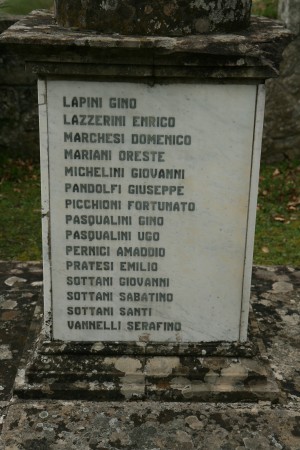 LAPINI GINO
LAZZERINI ENRICO
MARCHESI DOMENICO
MARIANI ORESTE
MICHELINI GIOVANNI
PANDOLFI GIUSEPPE
PICCHIONI FORTUNATO
PASQUALINI GINO
PASQUALINI UGO
PERNICI AMADDIO
PRATESI EMILIO
SOTTANI GIOVANNI
SOTTANI SABATINO
SOTTANI SANTI
VANNELLI SERAFINO